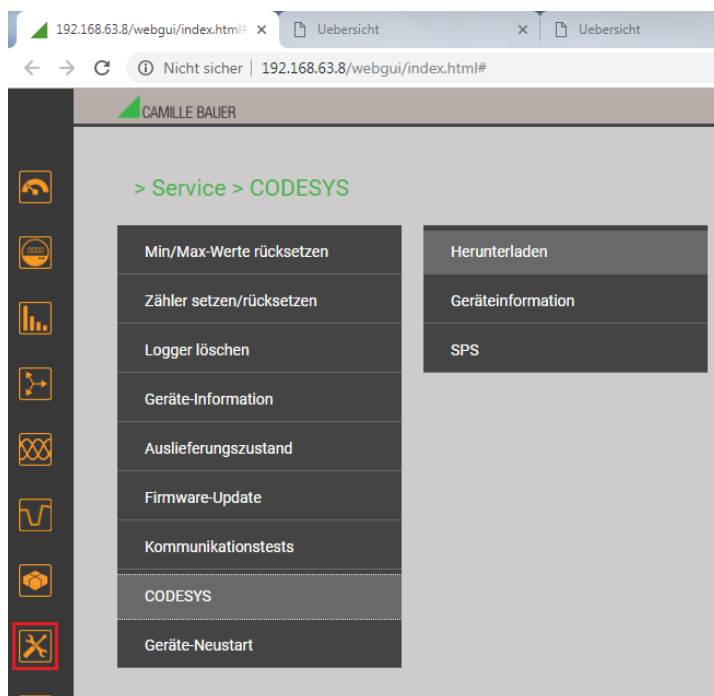 192.168.63.8/webgui/index.html#
Uebersicht
Uebersicht
Nicht sicher | 192.168.63.8/webgui/index.html#
CAMILLE BAUER
> Service > CODESYS
Min/Max-Werte rücksetzen
Zähler setzen/rücksetzen
Logger löschen
Geräte-Information
Auslieferungszustand
Firmware-Update
Kommunikationstests
CODESYS
Geräte-Neustart
Herunterladen
Geräteinformation
SPS